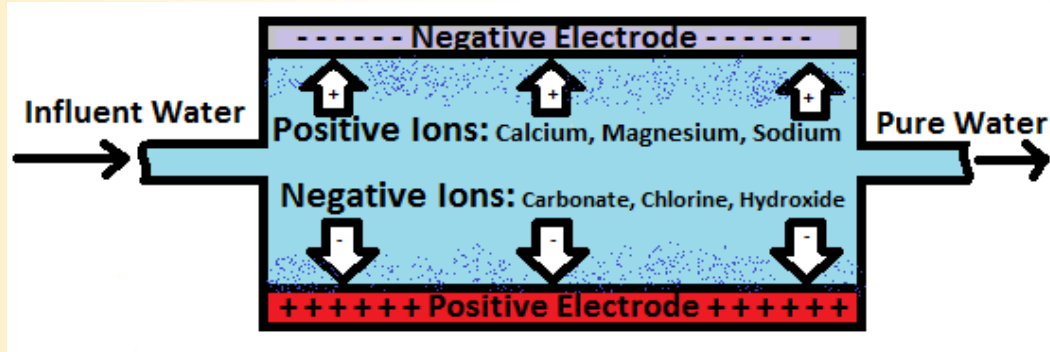 - - - - - - Negative Electrode - - - - - -
+ + +
Influent Water
Positive Ions: Calcium, Magnesium, Sodium
Pure Water
Negative Ions: Carbonate, Chlorine, Hydroxide
- - -
+ + + + + + Positive Electrode + + + + + +